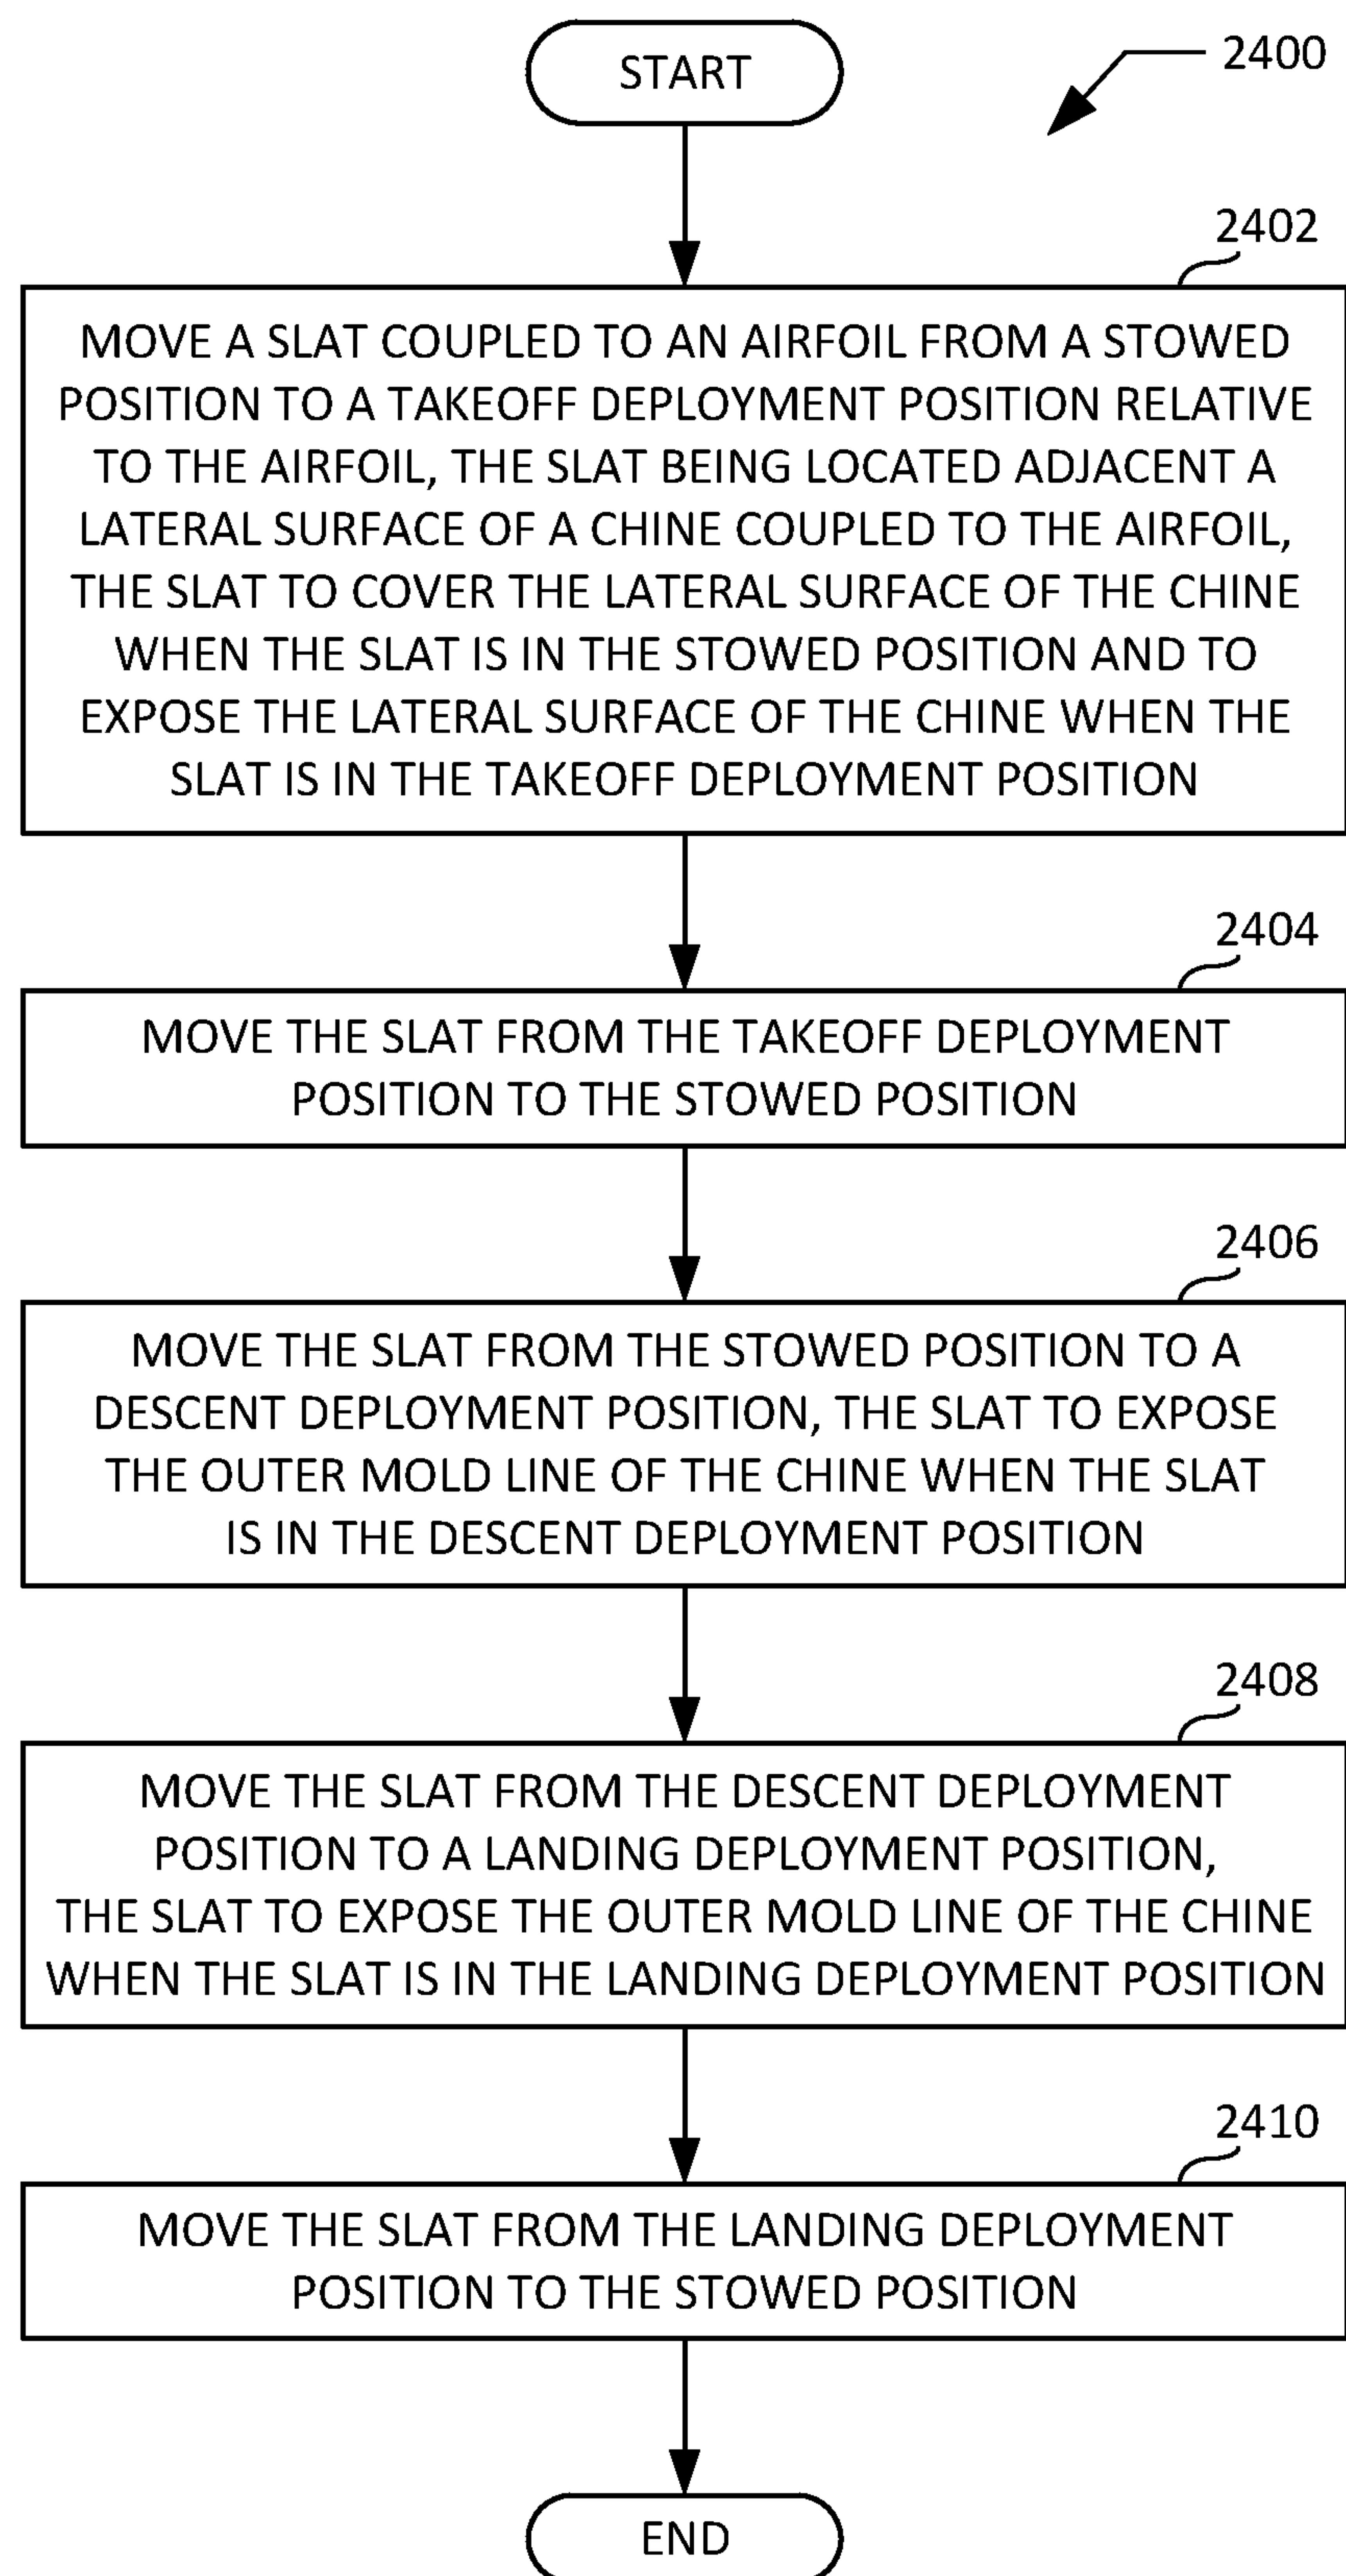 START
2400
2402
MOVE A SLAT COUPLED TO AN AIRFOIL FROM A STOWED
POSITION TO A TAKEOFF DEPLOYMENT POSITION RELATIVE
TO THE AIRFOIL, THE SLAT BEING LOCATED ADJACENT A
LATERAL SURFACE OF A CHINE COUPLED TO THE AIRFOIL,
THE SLAT TO COVER THE LATERAL SURFACE OF THE CHINE
WHEN THE SLAT IS IN THE STOWED POSITION AND TO
EXPOSE THE LATERAL SURFACE OF THE CHINE WHEN THE
SLAT IS IN THE TAKEOFF DEPLOYMENT POSITION
2404
MOVE THE SLAT FROM THE TAKEOFF DEPLOYMENT
POSITION TO THE STOWED POSITION
2406
MOVE THE SLAT FROM THE STOWED POSITION TO A
DESCENT DEPLOYMENT POSITION, THE SLAT TO EXPOSE
THE OUTER MOLD LINE OF THE CHINE WHEN THE SLAT
IS IN THE DESCENT DEPLOYMENT POSITION
2408
MOVE THE SLAT FROM THE DESCENT DEPLOYMENT
POSITION TO A LANDING DEPLOYMENT POSITION,
THE SLAT TO EXPOSE THE OUTER MOLD LINE OF THE CHINE
WHEN THE SLAT IS IN THE LANDING DEPLOYMENT POSITION
2410
MOVE THE SLAT FROM THE LANDING DEPLOYMENT
POSITION TO THE STOWED POSITION
END